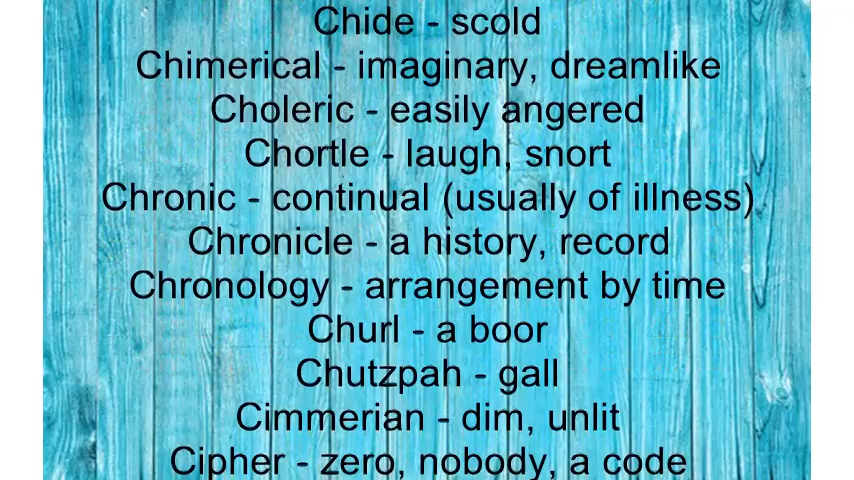 Chide - scold
Chimerical - imaginary, dreamlike
Choleric - easily angered
Chortle - laugh, snort
Chronic - continual (usually of illness)
Chronicle - a history, record
Chronology - arrangement by time
Churl - a boor
Chutzpah - gall
Cimmerian - dim, unlit
Cipher - zero, nobody, a code